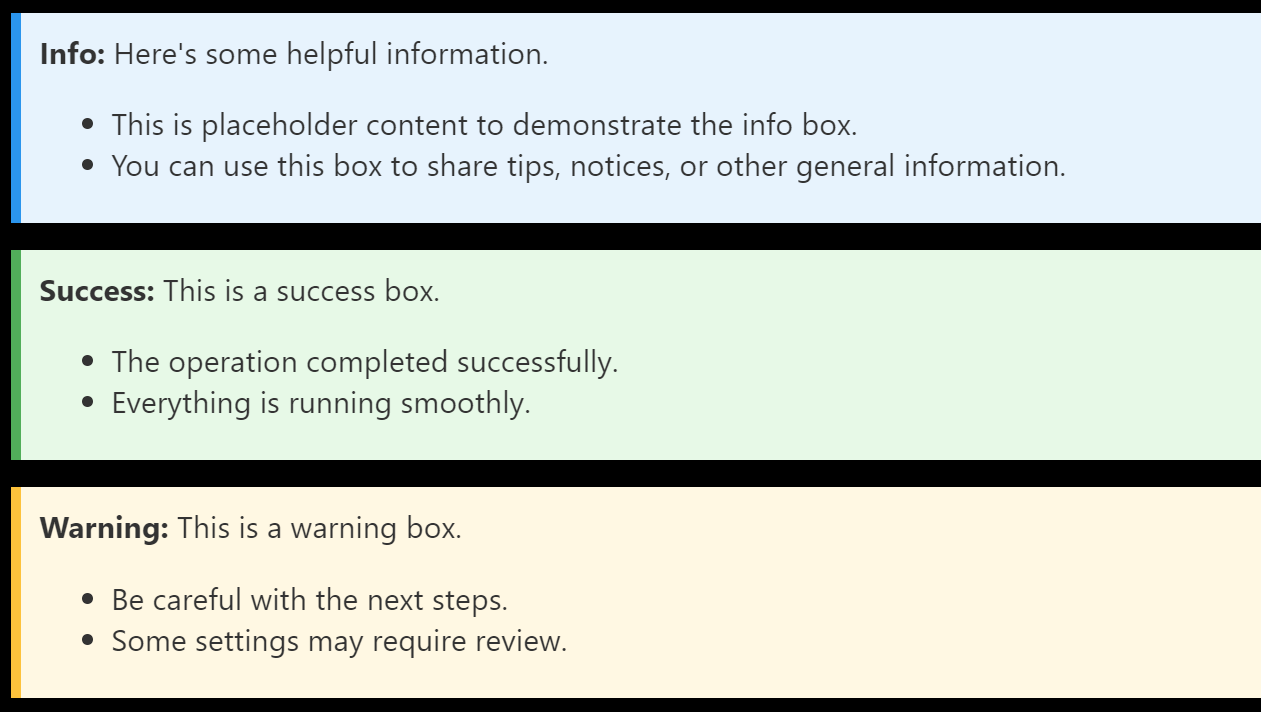 Info: Here's some helpful information.
This is placeholder content to demonstrate the info box.
You can use this box to share tips, notices, or other general information.
Success: This is a success box.
The operation completed successfully.
Everything is running smoothly.
Warning: This is a warning box.
Be careful with the next steps.
Some settings may require review.